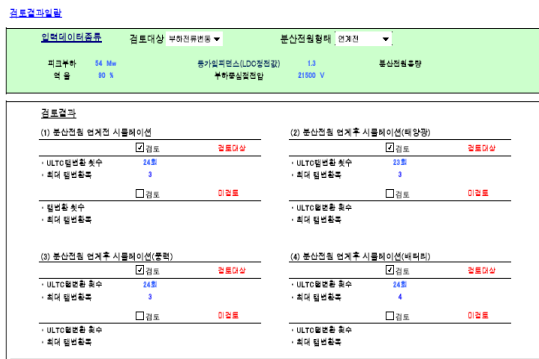 검토결과일람
입력데이터종류 검토대상 부하전류변동 분산전원형태 연계전
피크부하 54 Mw 등가임피던스(LDC정정값) 1.3 분산전원용량
역 율 90 % 부하중심점전압 21800 V
검토결과
(1) 분산전원 연계전 시뮬레이션 (2) 분산전원 연계후 시뮬레이션(태양광)
검토 검토대상 검토 검토대상
· ULTC탭변환 횟수 24회 · ULTC탭변환 횟수 23회
· 최대 탭변환폭 3 · 최대 탭변환폭 3
검토 미검토 검토 미검토
· 탭변환 횟수 · ULTC탭변환 횟수
· 최대 탭변환폭 · 최대 탭변환폭
(3) 분산전원 연계후 시뮬레이션(풍력) (4) 분산전원 연계후 시뮬레이션(배터리)
검토 검토대상 검토 검토대상
· ULTC탭변환 횟수 24회 · ULTC탭변환 횟수 24회
· 최대 탭변환폭 3 · 최대 탭변환폭 4
검토 미검토 검토 미검토
· ULTC탭변환 횟수 · ULTC탭변환 횟수
· 최대 탭변환폭 · 최대 탭변환폭